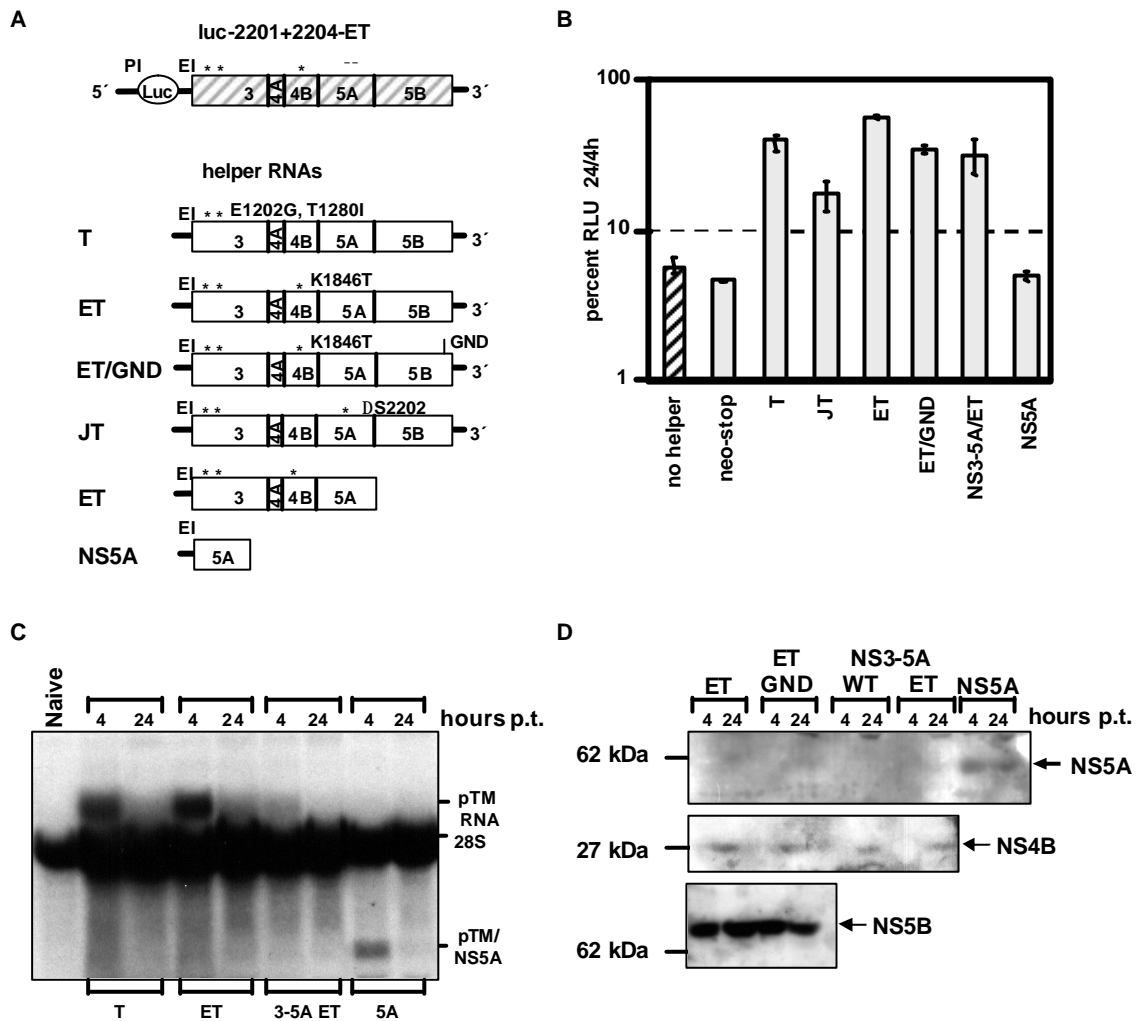 A
luc-2201+2204-ET
PI EI * * * --
5´ Luc 3 4A 4B 5A 5B 3´
helper RNAs
EI * * E1202G, T1280I
T 3 4A 4B 5A 5B 3´
EI * * * K1846T
ET 3 4A 4B 5A 5B 3´
EI * * * K1846T GND
ET/GND 3 4A 4B 5A 5B 3´
EI * * * DS2202
JT 3 4A 4B 5A 5B 3´
EI * * *
ET 3 4A 4B 5A
EI
NS5A 5A
B
percent RLU 24/4h
100
10
1
no helper
neo-stop
T
JT
ET
ET/GND
NS3-5A/ET
NS5A
C
Naive 4 24 4 24 4 24 4 24 hours p.t.
pTM
RNA
28S
pTM/
NS5A
T ET 3-5A ET 5A
D
ET NS3-5A
ET GND WT ET NS5A
4 24 4 24 4 24 4 24 4 24 hours p.t.
62 kDa NS5A
27 kDa NS4B
62 kDa NS5B